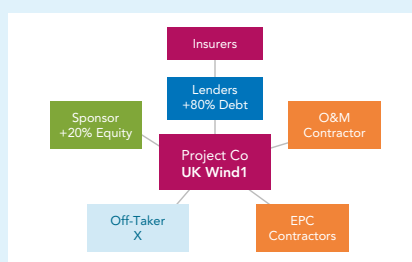 Insurers
Lenders
+80% Debt
Sponsor
+20% Equity
O&M
Contractor
Project Co
UK Wind1
Off-Taker
X
EPC
Contractors